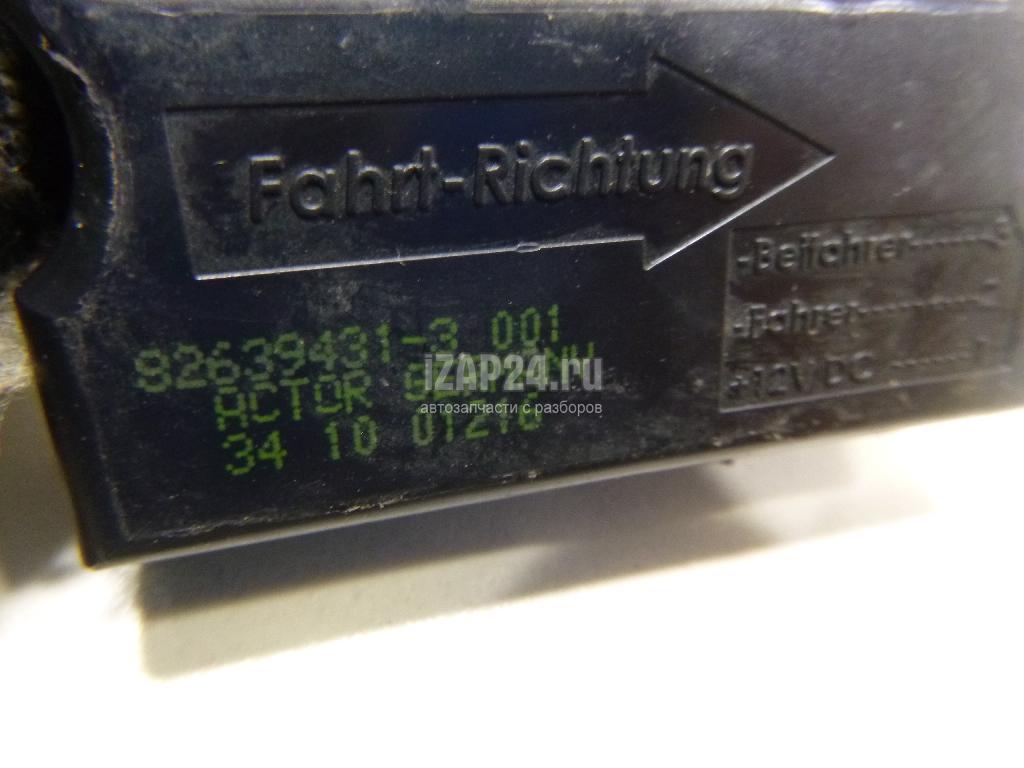 Fahrt-Richtung
-Beifahrer
-Fahrer
+12V DC
92639431-3 001
ACTOR
34 10
iZAP24.ru
автозапчасти с разборов